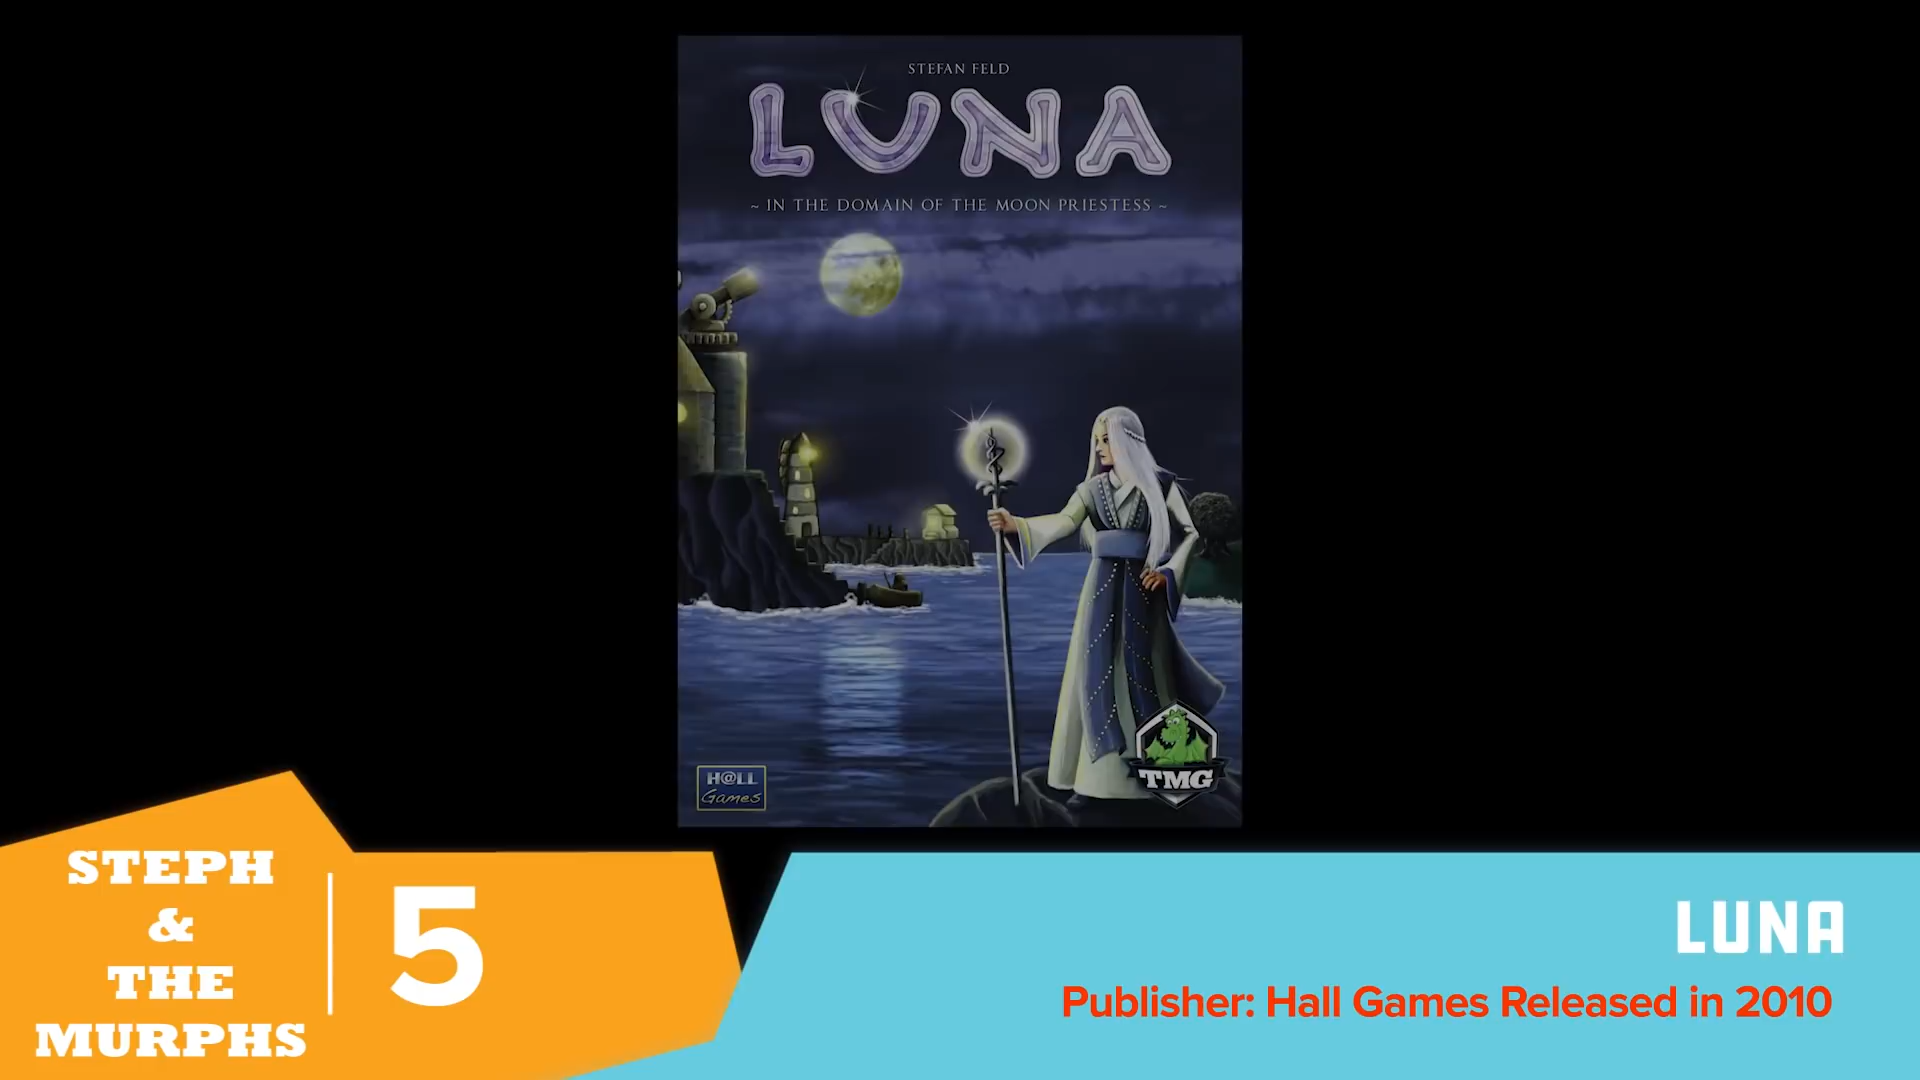 STEFAN FELD
LUNA
~ IN THE DOMAIN OF THE MOON PRIESTESS ~
H@LL
Games
TMG
STEPH
&
THE
MURPHS
5
LUNA
Publisher: Hall Games Released in 2010